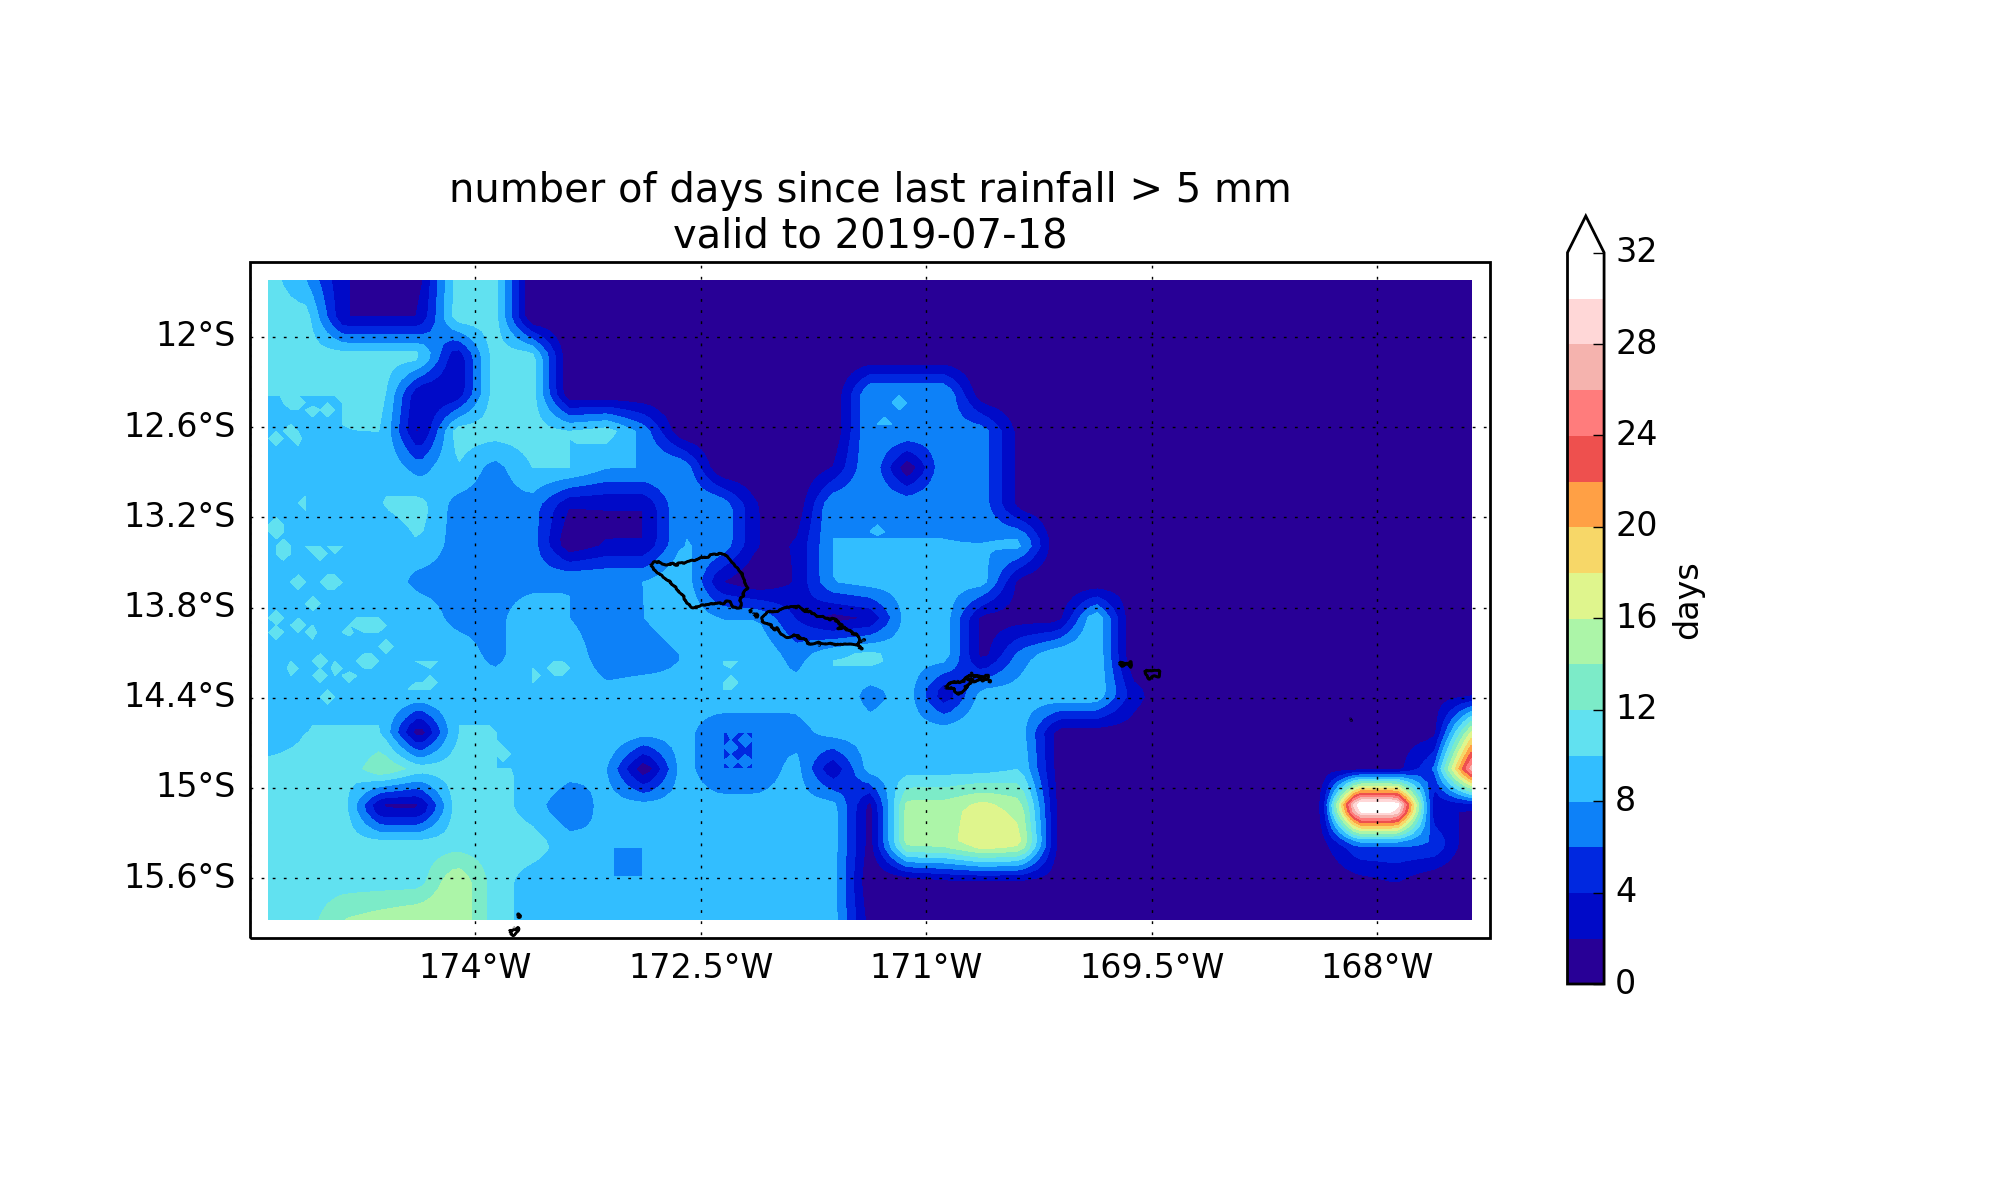 number of days since last rainfall > 5 mm
valid to 2019-07-18
12°S
12.6°S
13.2°S
13.8°S
14.4°S
15°S
15.6°S
174°W
172.5°W
171°W
169.5°W
168°W
32
28
24
20
16
12
8
4
0
days